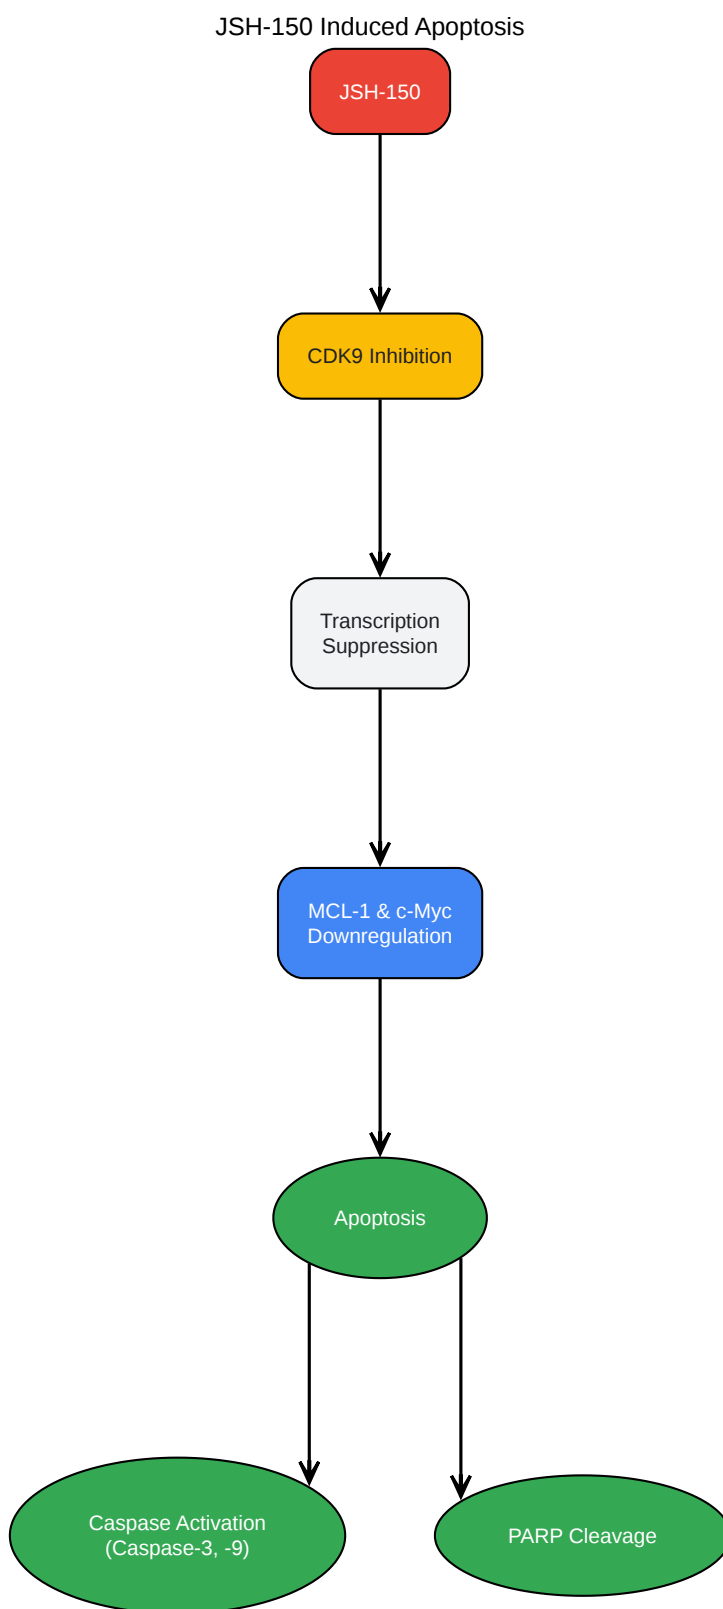 JSH-150 Induced Apoptosis
JSH-150
CDK9 Inhibition
Transcription
Suppression
MCL-1 & c-Myc
Downregulation
Apoptosis
Caspase Activation
(Caspase-3, -9)
PARP Cleavage